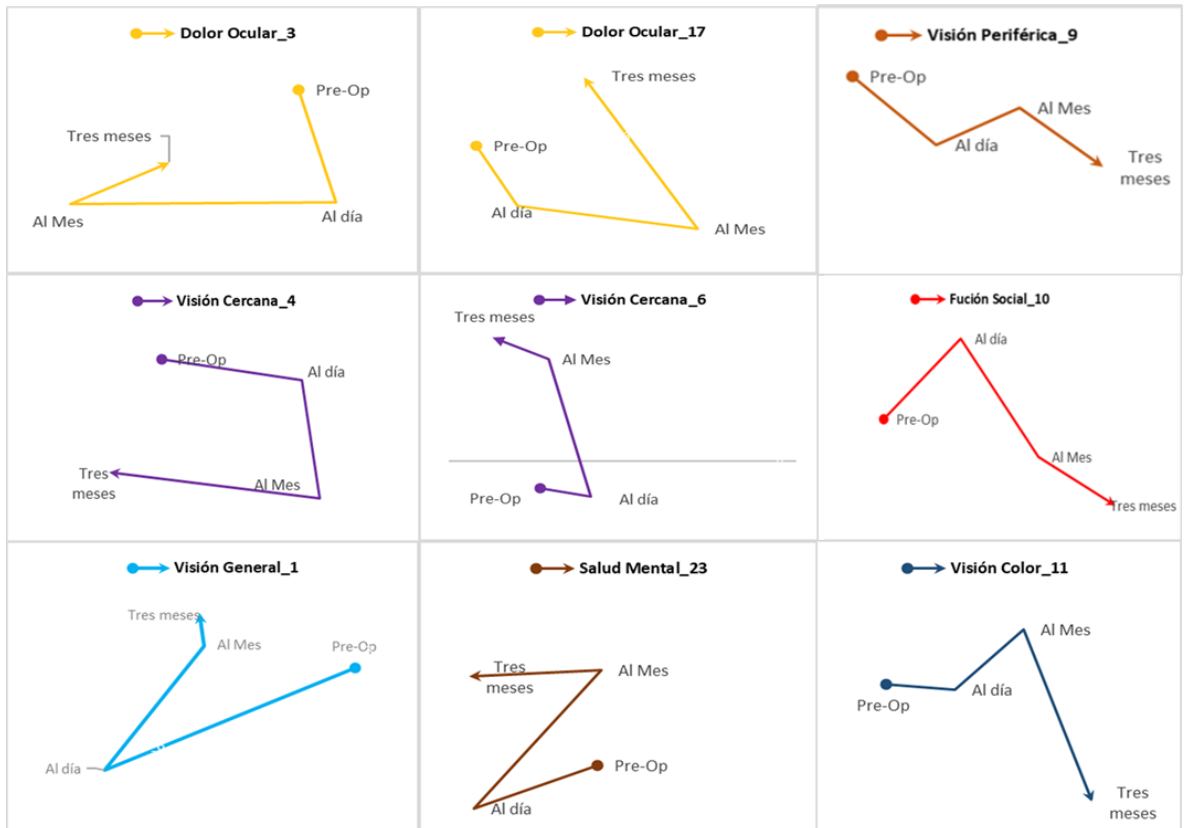 Dolor Ocular_3
Pre-Op
Tres meses
Al Mes
Al día
Dolor Ocular_17
Tres meses
Pre-Op
Al día
Al Mes
Visión Periférica_9
Pre-Op
Al Mes
Al día
Tres
meses
Visión Cercana_4
Pre-Op
Al día
Tres
meses
Al Mes
Visión Cercana_6
Tres meses
Al Mes
Pre-Op
Al día
Fución Social_10
Al día
Pre-Op
Al Mes
Tres meses
Visión General_1
Tres meses
Al Mes
Pre-Op
Al día
Salud Mental_23
Tres
meses
Al Mes
Pre-Op
Al día
Visión Color_11
Al Mes
Pre-Op
Al día
Tres
meses